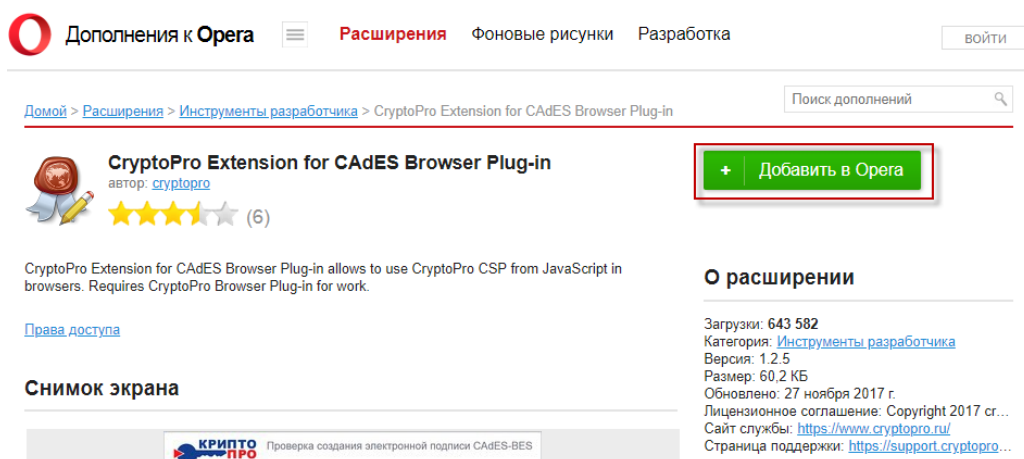 Дополнения к Opera
Расширения Фоновые рисунки Разработка
ВОЙТИ
Домой > Расширения > Инструменты разработчика > CryptoPro Extension for CAdES Browser Plug-in
Поиск дополнений
CryptoPro Extension for CAdES Browser Plug-in
автор: cryptopro
(6)
+ Добавить в Opera
CryptoPro Extension for CAdES Browser Plug-in allows to use CryptoPro CSP from JavaScript in
browsers. Requires CryptoPro Browser Plug-in for work.
Права доступа
О расширении
Загрузки: 643 582
Категория: Инструменты разработчика
Версия: 1.2.5
Размер: 60,2 КБ
Обновлено: 27 ноября 2017 г.
Лицензионное соглашение: Copyright 2017 cr...
Сайт службы: https://www.cryptopro.ru/
Страница поддержки: https://support.cryptopro...
Снимок экрана
КРИПТО
ПРО
Проверка создания электронной подписи CAdES-BES